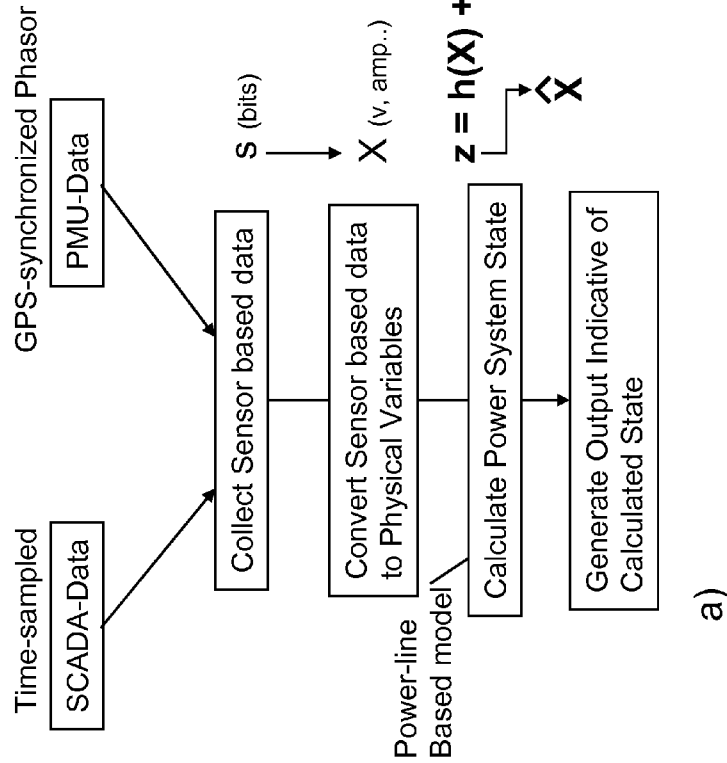 Time-sampled
SCADA-Data
GPS-synchronized Phasor
PMU-Data
Collect Sensor based data
s (bits)
Convert Sensor based data
to Physical Variables
X (v, amp..)
Power-line
Based model
Calculate Power System State
z = h(X) +
X̂
Generate Output Indicative of
Calculated State
a)